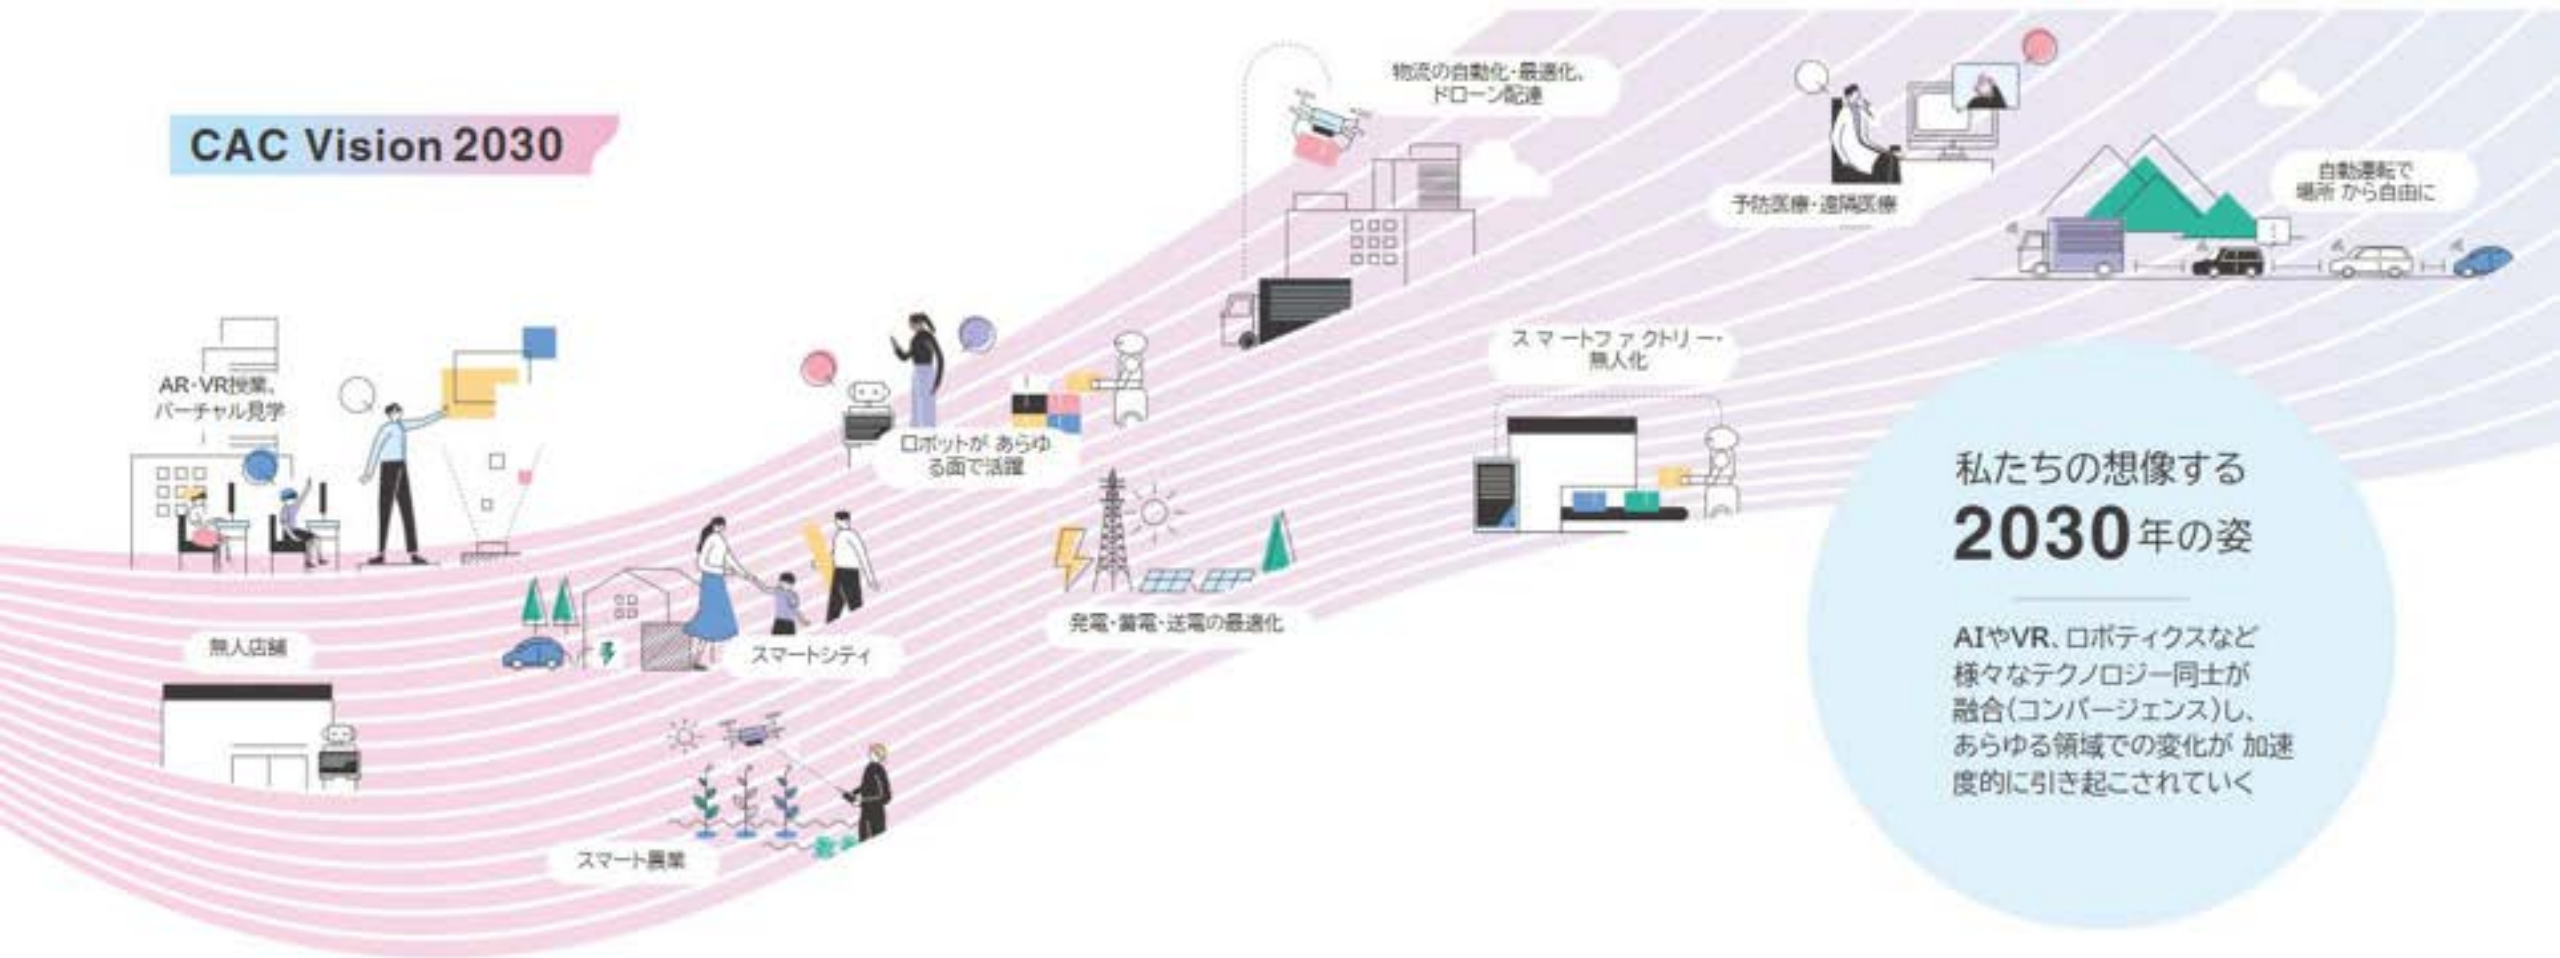 CAC Vision 2030
物流の自動化・最適化、
ドローン配達
予防医療・遠隔医療
自動運転で
場所 から自由に
AR・VR授業、
バーチャル見学
ロボットが あらゆ
る面で活躍
スマートファクトリー・
無人化
私たちの想像する
2030年の姿
無人店舗
スマートシティ
発電・蓄電・送電の最適化
AIやVR、ロボティクスなど
様々なテクノロジー同士が
融合(コンバージェンス)し、
あらゆる領域での変化が 加速
度的に引き起こされていく
スマート農業